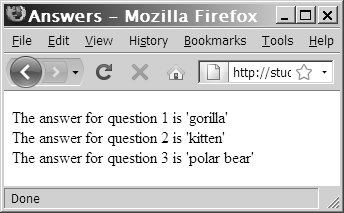 Answers - Mozilla Firefox
File Edit View History Bookmarks Tools Help
http://stuc
The answer for question 1 is 'gorilla'
The answer for question 2 is 'kitten'
The answer for question 3 is 'polar bear'
Done